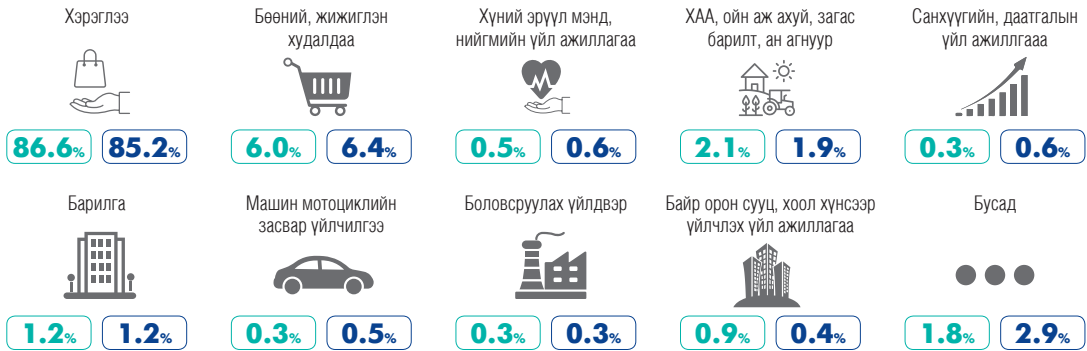 Хэрэглээ
86.6% 85.2%
Бөөний, жижиглэн
худалдаа
6.0% 6.4%
Хүний эрүүл мэнд,
нийгмийн үйл ажиллагаа
0.5% 0.6%
ХАА, ойн аж ахуй, загас
барилт, ан агнуур
2.1% 1.9%
Санхүүгийн, даатгалын
үйл ажиллгааа
0.3% 0.6%
Барилга
1.2% 1.2%
Машин мотоциклийн
засвар үйлчилгээ
0.3% 0.5%
Боловсруулах үйлдвэр
0.3% 0.3%
Байр орон сууц, хоол хүнсээр
үйлчлэх үйл ажиллагаа
0.9% 0.4%
Бусад
1.8% 2.9%